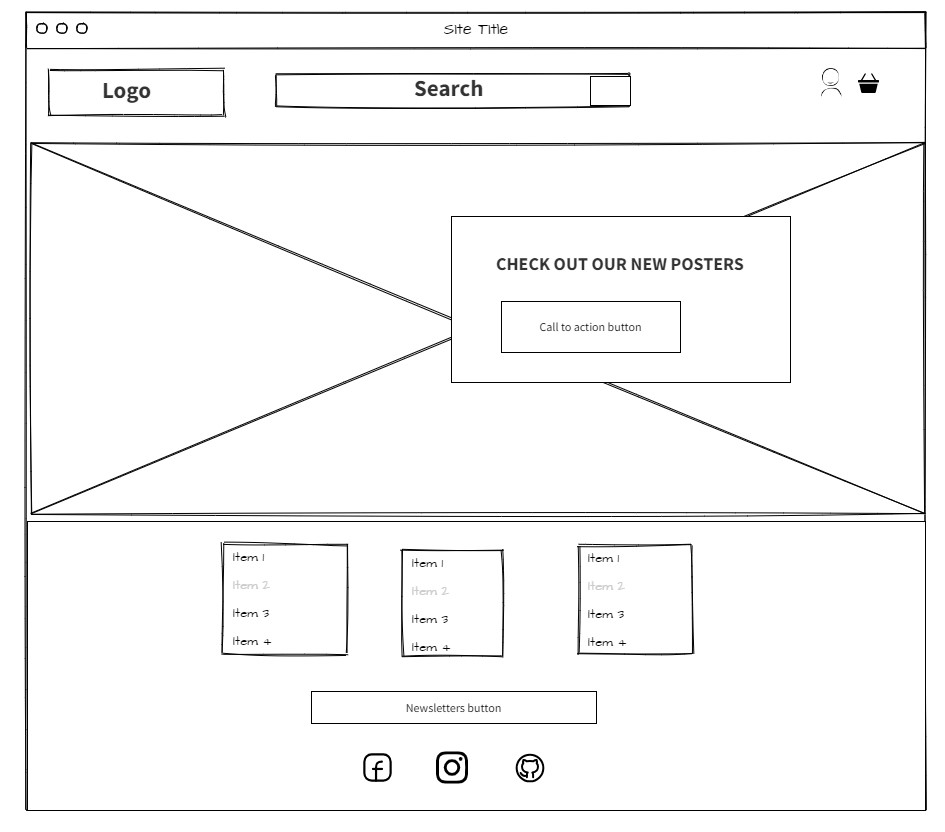 Site Title
Logo
Search
CHECK OUT OUR NEW POSTERS
Call to action button
Item 1
Item 2
Item 3
Item 4
Item 1
Item 2
Item 3
Item 4
Item 1
Item 2
Item 3
Item 4
Newsletters button